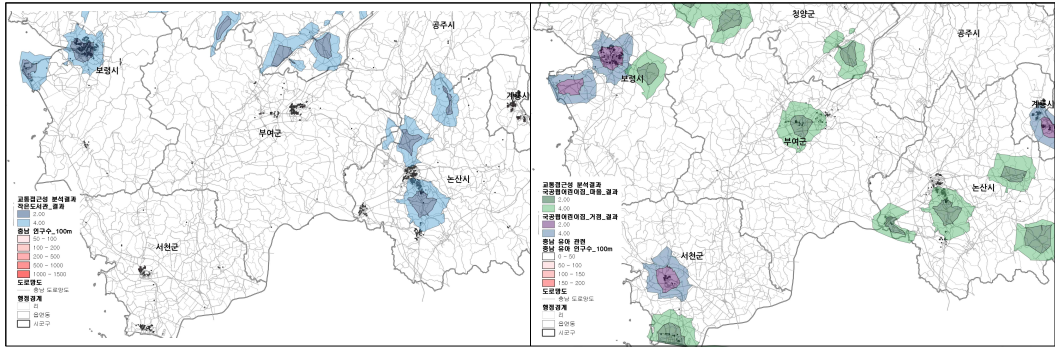 공주시
보령시
계룡시
부여군
논산시
서천군
교통접근성 분석결과
작은도서관_결과
2.00
4.00
충남 인구수_100m
50 - 100
100 - 200
200 - 500
500 - 1000
1000 - 1500
도로망도
충남 도로망도
행정경계
리
읍면동
시군구
청양군
공주시
보령시
계룡시
부여군
논산시
서천군
교통접근성 분석결과
국공립어린이집_마을_결과
2.00
4.00
국공립어린이집_거점_결과
2.00
4.00
충남 유아 관련
충남 유아 인구수_100m
0 - 50
50 - 100
100 - 150
150 - 200
도로망도
충남 도로망도
행정경계
리
읍면동
시군구